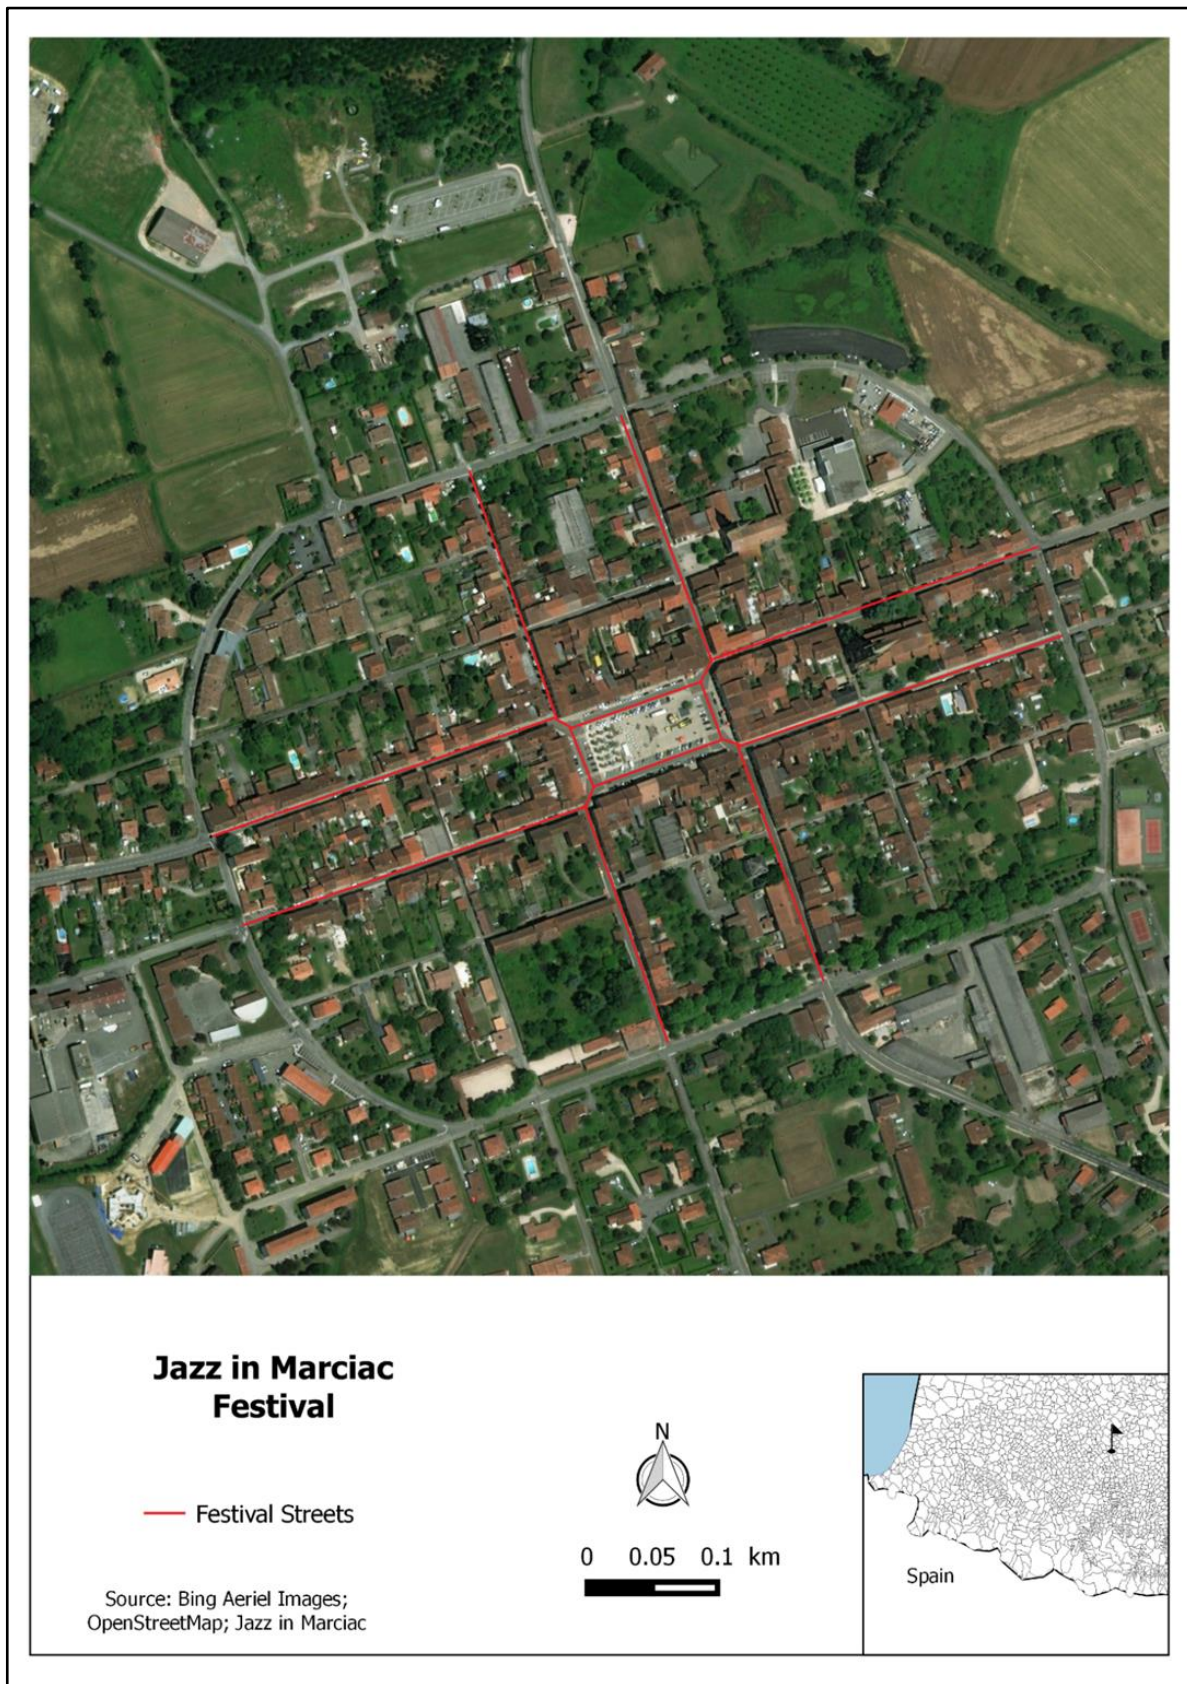 Jazz in Marciac
Festival
Festival Streets
Source: Bing Aeriel Images;
OpenStreetMap; Jazz in Marciac
N
0 0.05 0.1 km
Spain